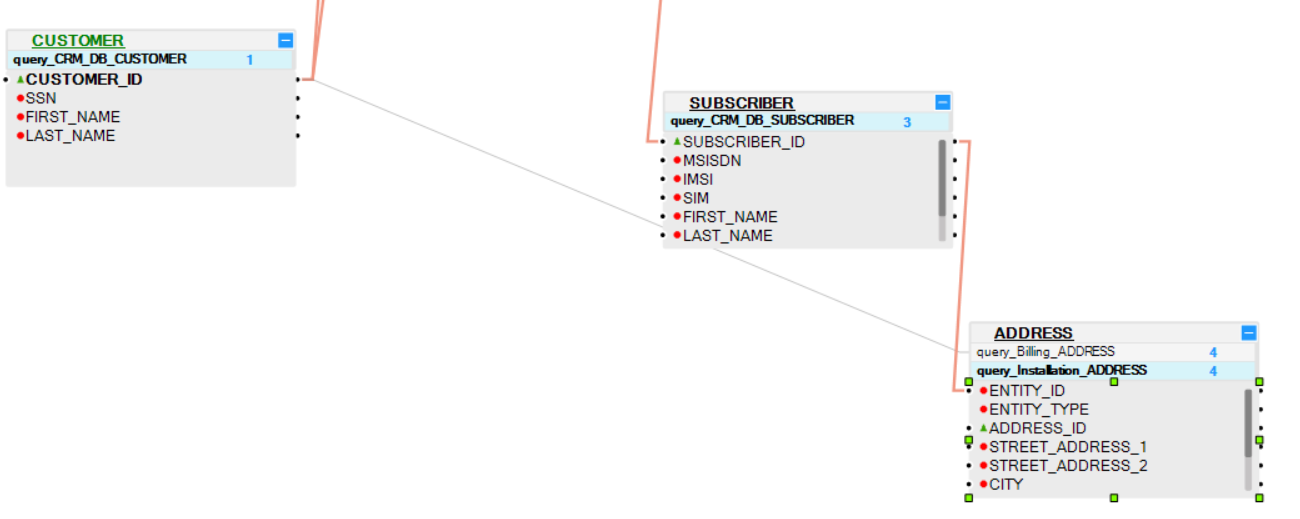 CUSTOMER
query_CRM_DB_CUSTOMER 1
CUSTOMER_ID
SSN
FIRST_NAME
LAST_NAME
SUBSCRIBER
query_CRM_DB_SUBSCRIBER 3
SUBSCRIBER_ID
MSISDN
IMSI
SIM
FIRST_NAME
LAST_NAME
ADDRESS
query_Billing_ADDRESS 4
query_Installation_ADDRESS 4
ENTITY_ID
ENTITY_TYPE
ADDRESS_ID
STREET_ADDRESS_1
STREET_ADDRESS_2
CITY